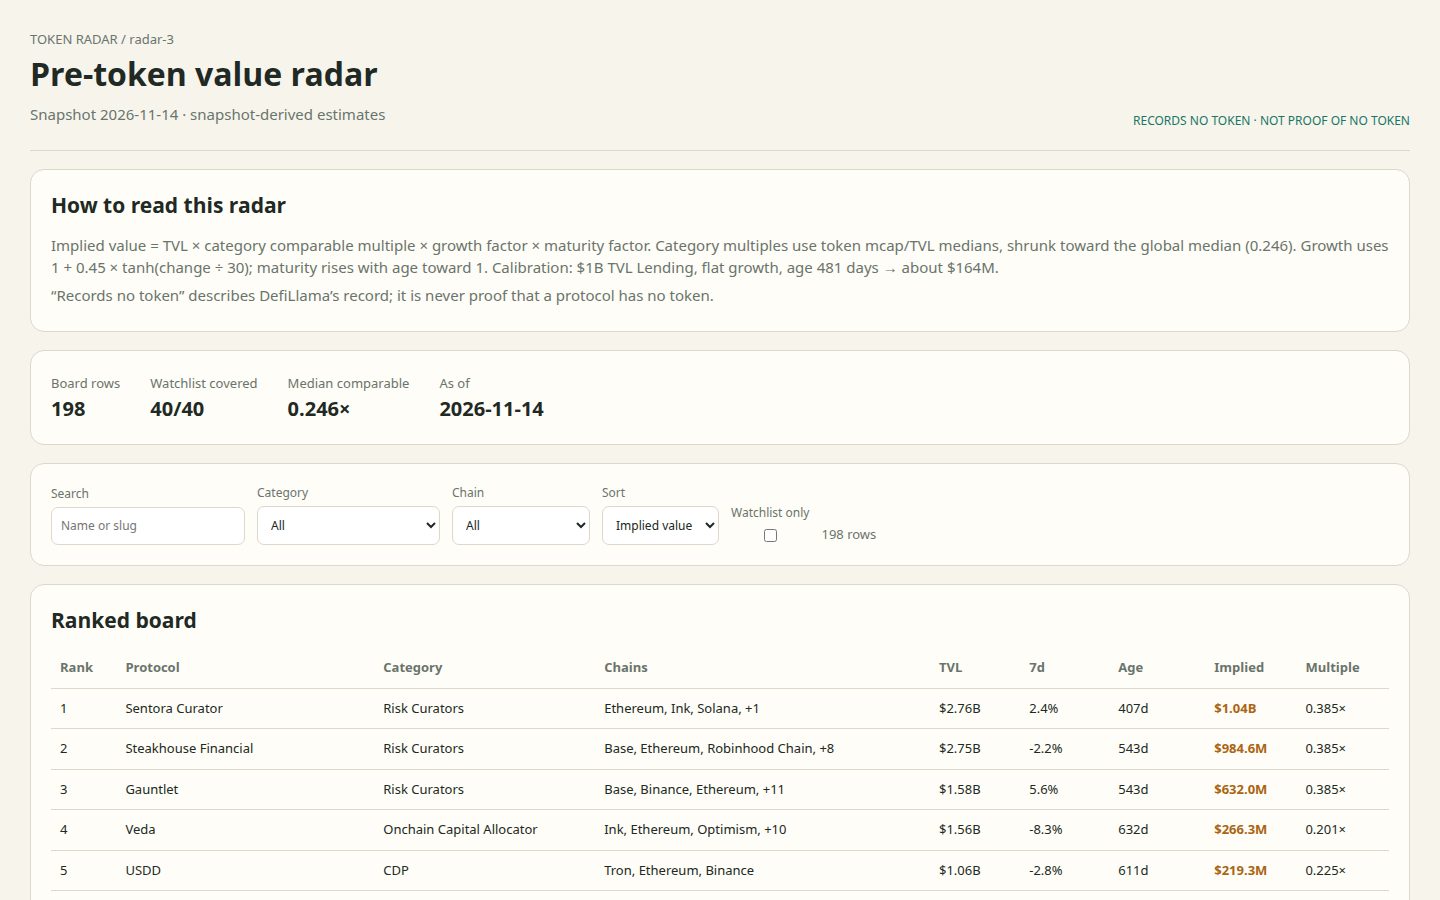 TOKEN RADAR / radar-3
Pre-token value radar
Snapshot 2026-11-14 · snapshot-derived estimates
RECORDS NO TOKEN · NOT PROOF OF NO TOKEN
How to read this radar
Implied value = TVL × category comparable multiple × growth factor × maturity factor. Category multiples use token mcap/TVL medians, shrunk toward the global median (0.246). Growth uses
1 + 0.45 × tanh(change ÷ 30); maturity rises with age toward 1. Calibration: $1B TVL Lending, flat growth, age 481 days → about $164M.
“Records no token” describes DefiLlama’s record; it is never proof that a protocol has no token.
Board rows Watchlist covered Median comparable As of
198 40/40 0.246× 2026-11-14
Search Category Chain Sort Watchlist only
Name or slug All All Implied value 198 rows
Ranked board
Rank Protocol Category Chains TVL 7d Age Implied Multiple
1 Sentora Curator Risk Curators Ethereum, Ink, Solana, +1 $2.76B 2.4% 407d $1.04B 0.385×
2 Steakhouse Financial Risk Curators Base, Ethereum, Robinhood Chain, +8 $2.75B -2.2% 543d $984.6M 0.385×
3 Gauntlet Risk Curators Base, Binance, Ethereum, +11 $1.58B 5.6% 543d $632.0M 0.385×
4 Veda Onchain Capital Allocator Ink, Ethereum, Optimism, +10 $1.56B -8.3% 632d $266.3M 0.201×
5 USDD CDP Tron, Ethereum, Binance $1.06B -2.8% 611d $219.3M 0.225×